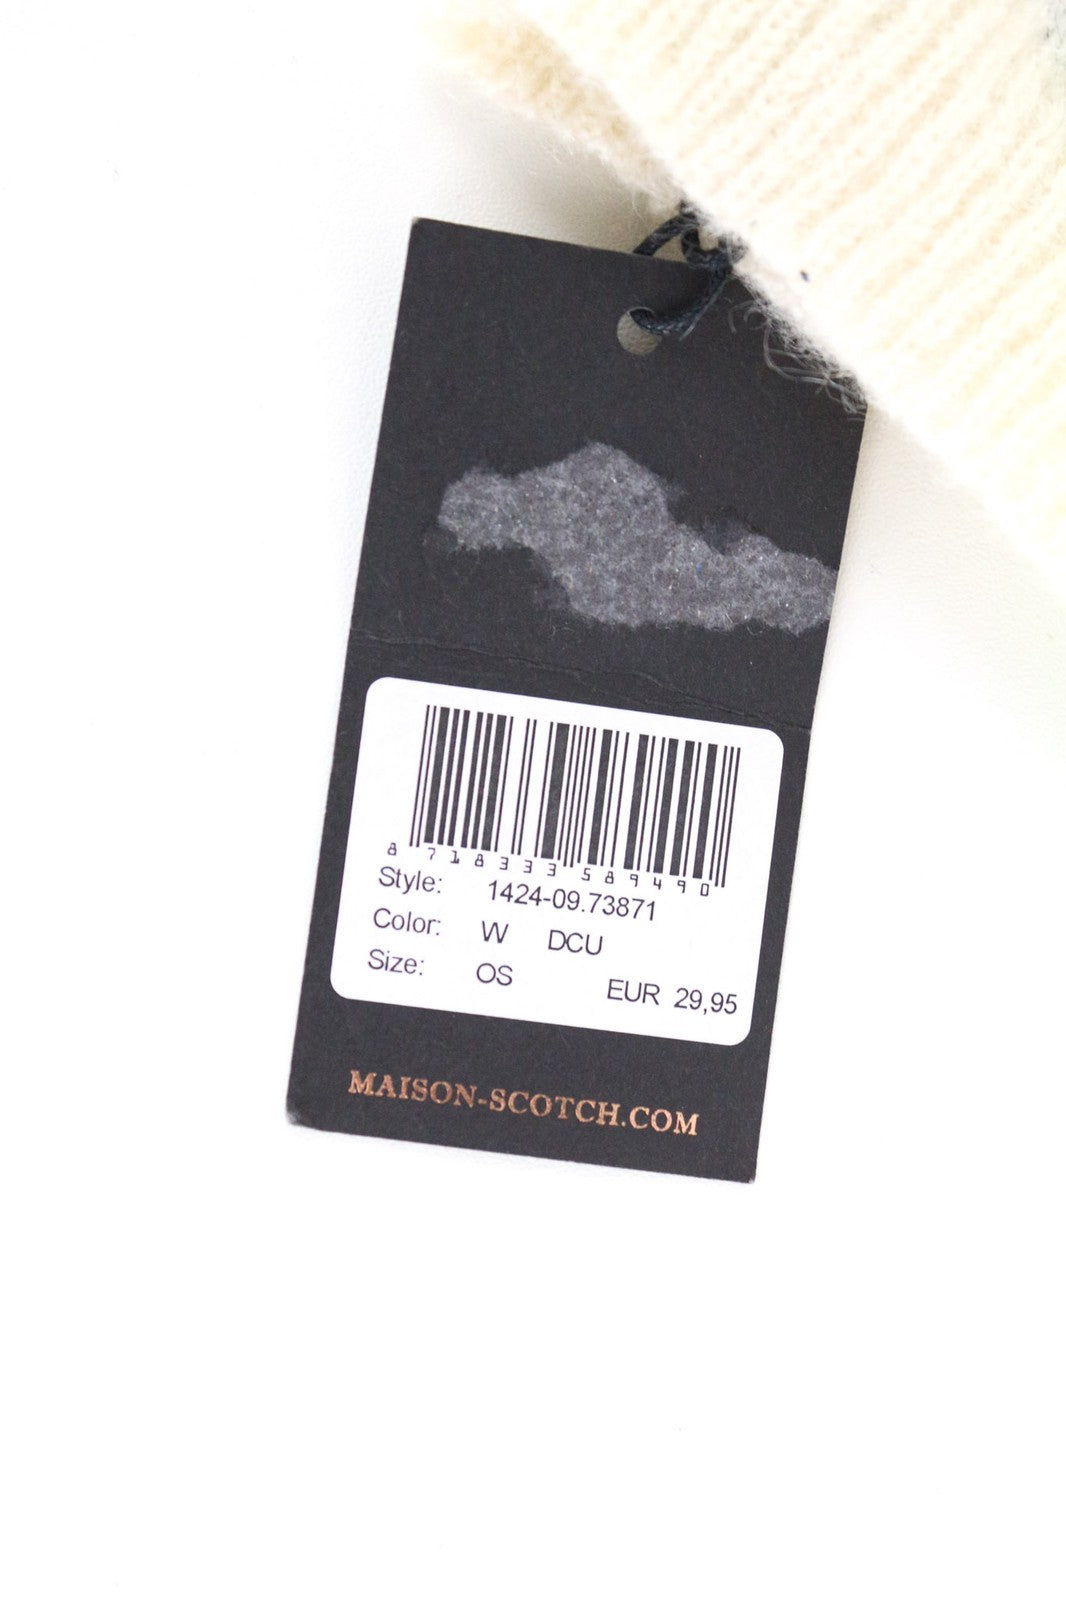 8 718333 589490
Style: 1424-09.73871
Color: W DCU
Size: OS
EUR 29,95
MAISON-SCOTCH.COM